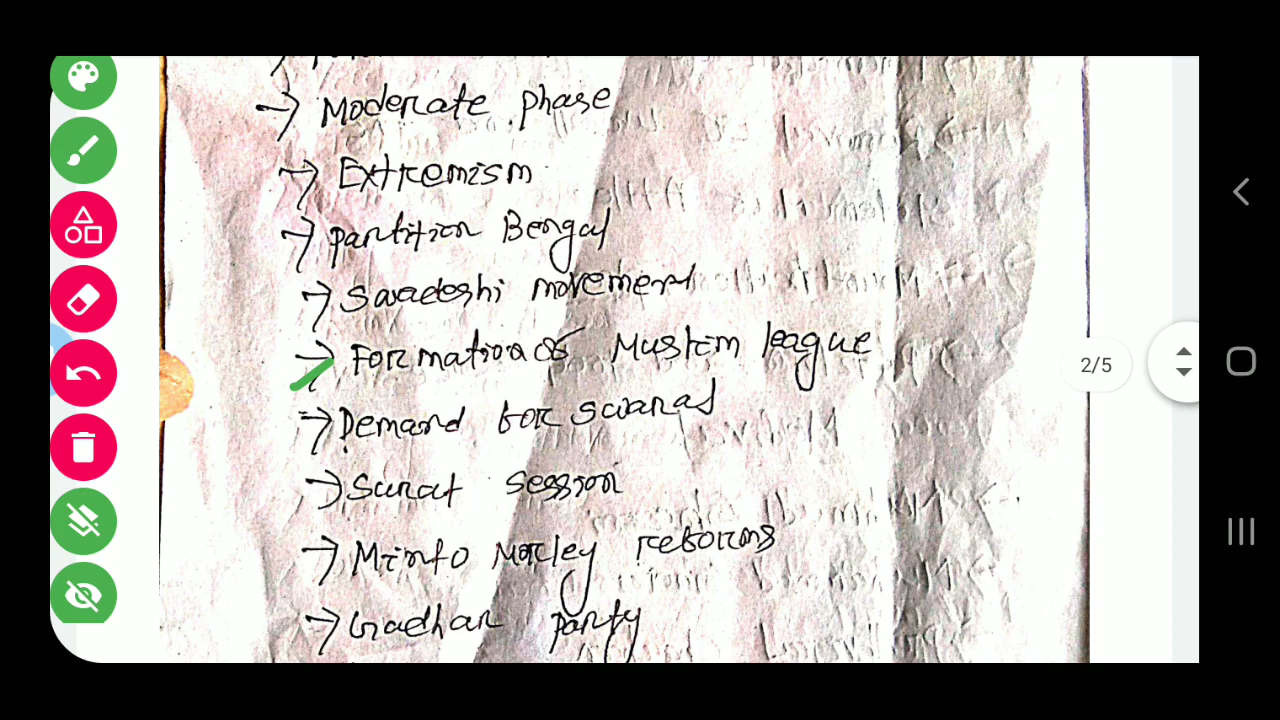 → Moderate phase
→ Extremism
→ partition Bengal
→ Swadeshi movement
→ Formation of Muslim league
→ Demand for swaraj
→ Surat session
→ Minto Morley reforms
→ Gadhar party
2/5